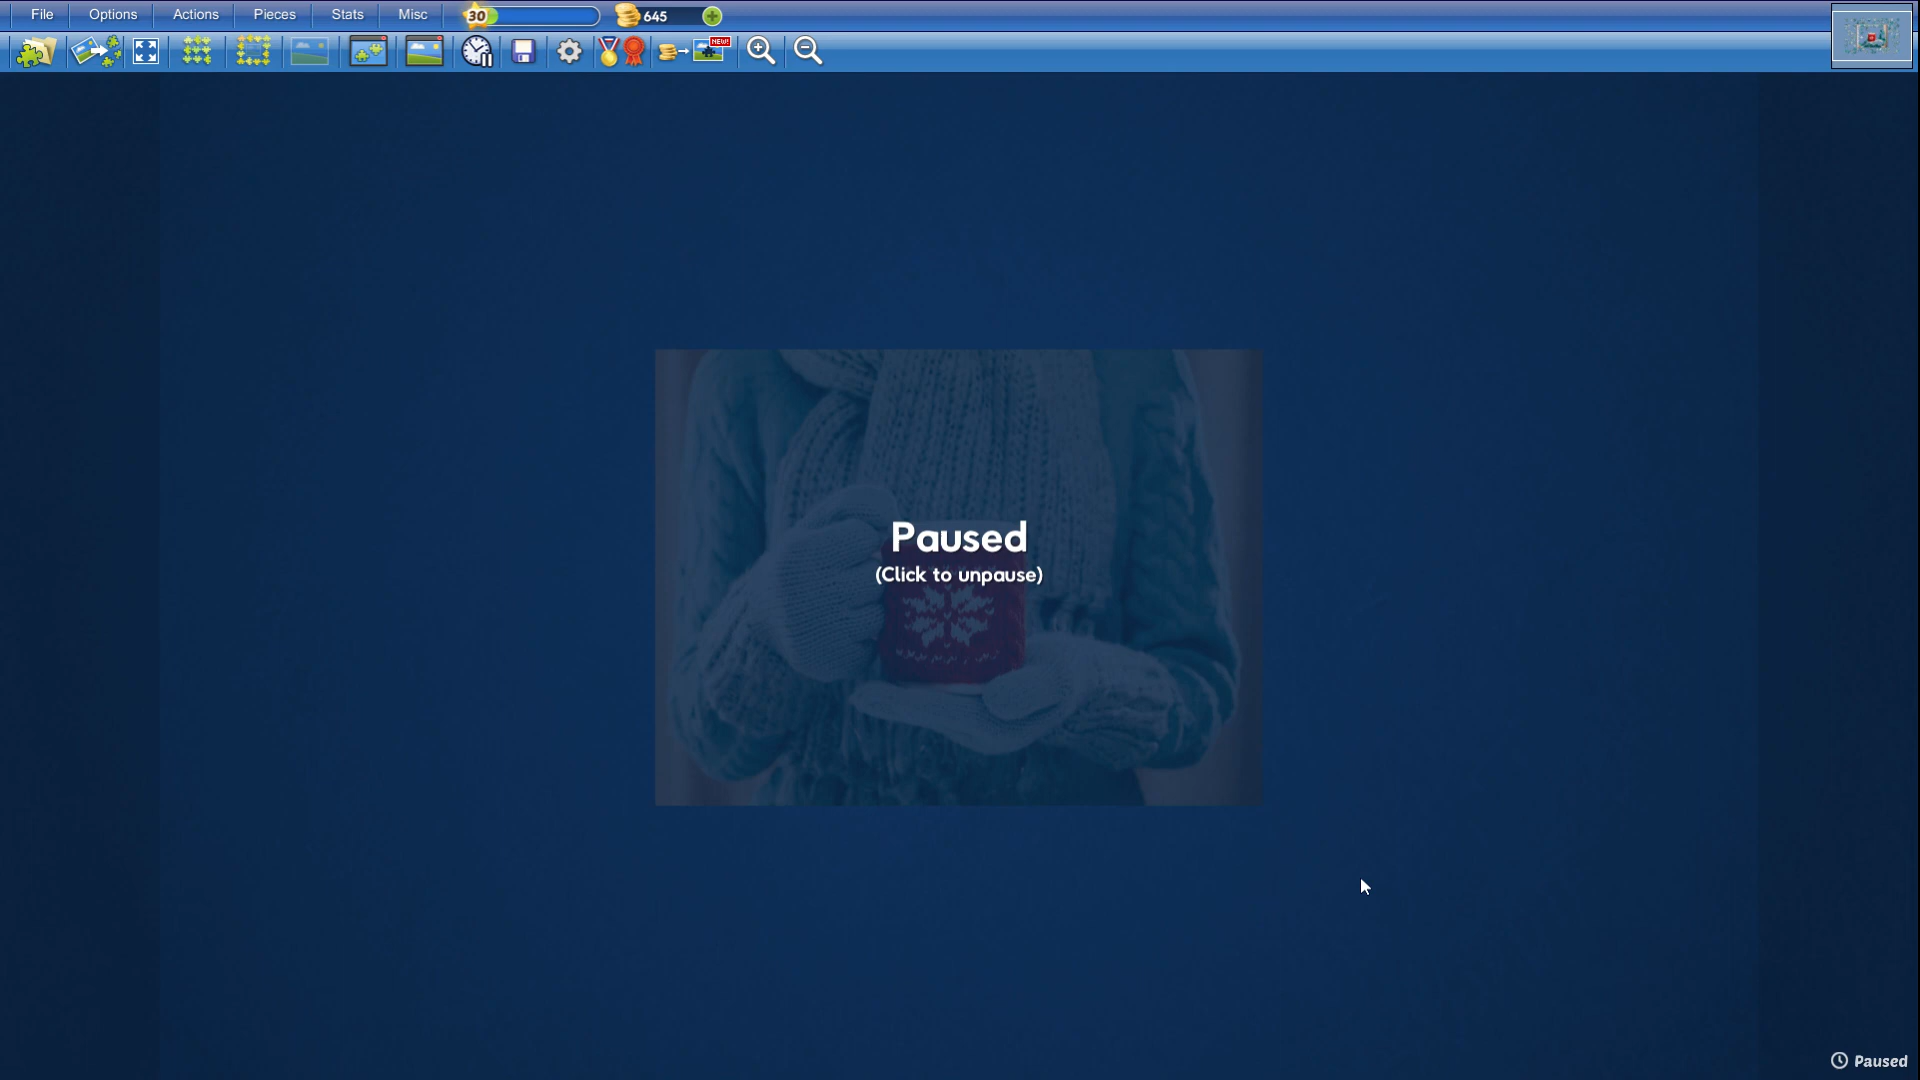 File Options Actions Pieces Stats Misc 30 645
NEW!
Paused
(Click to unpause)
Paused